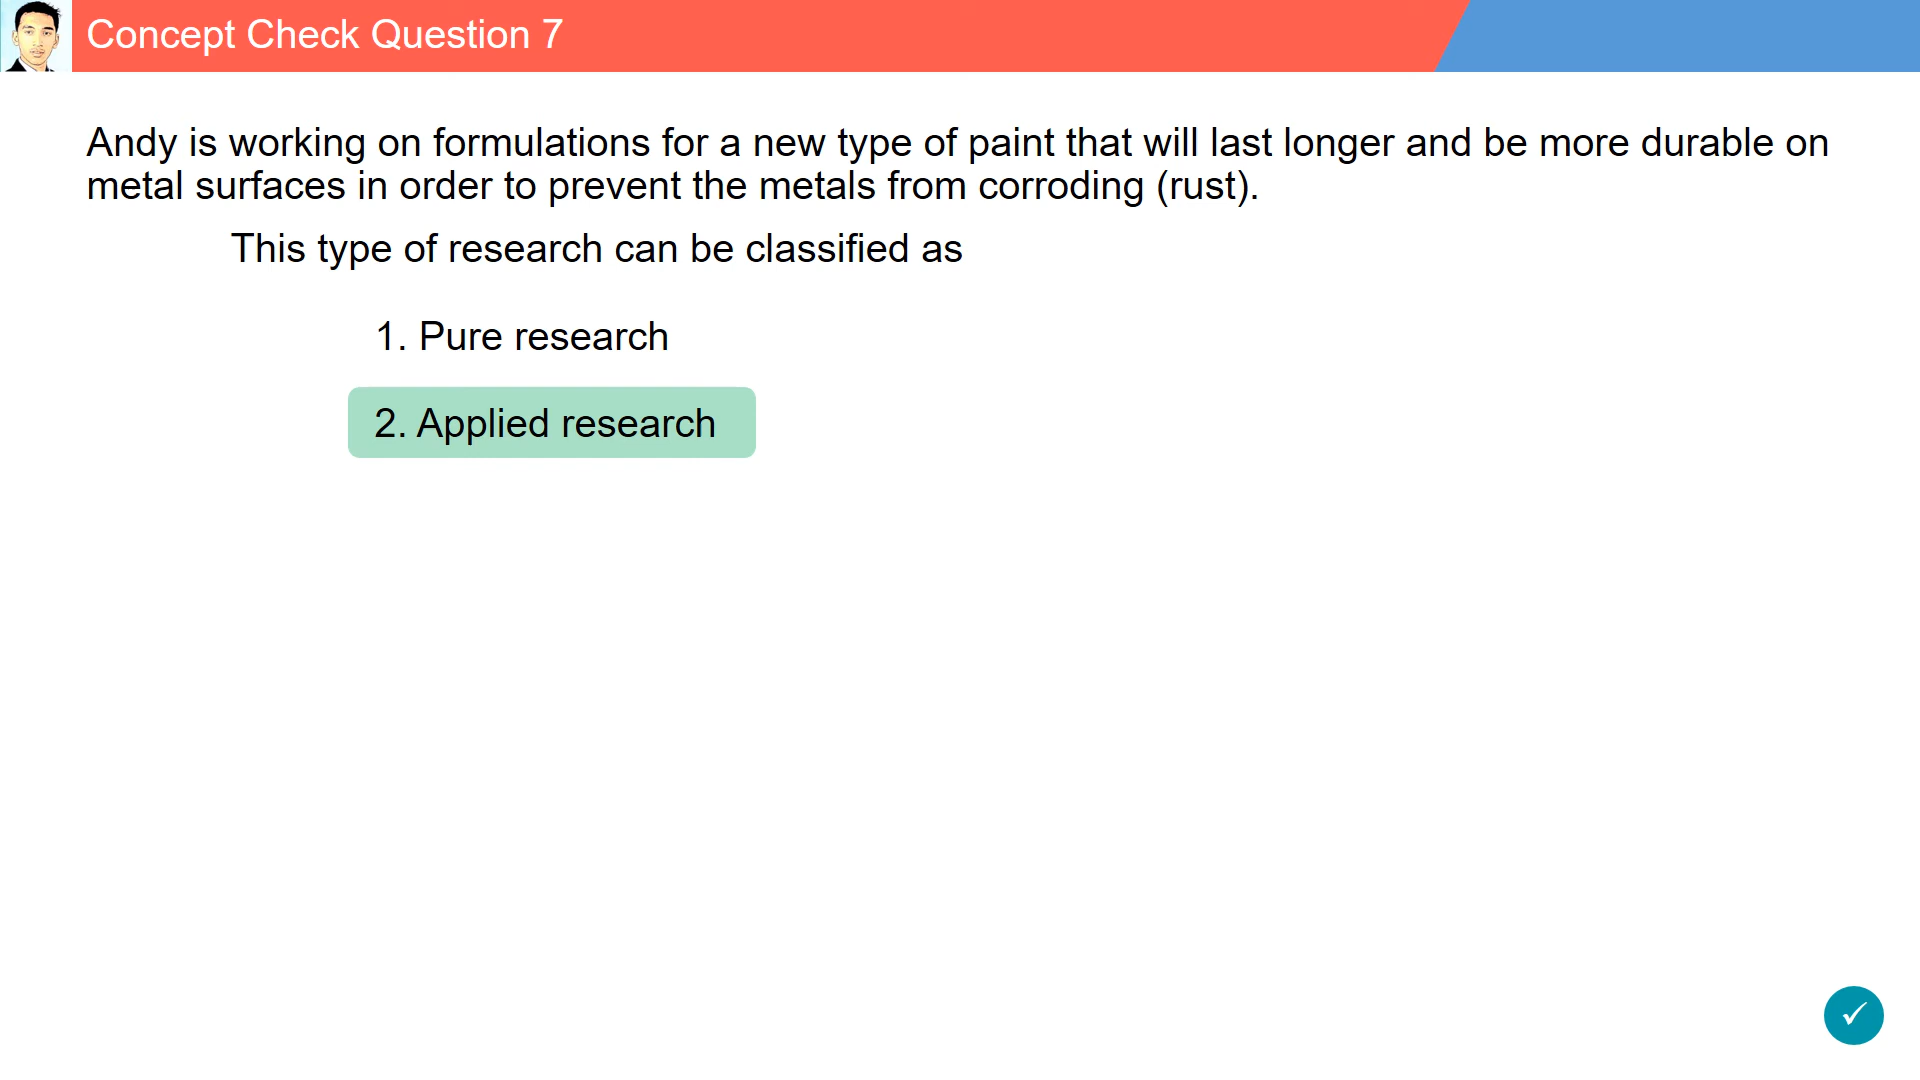 Concept Check Question 7
Andy is working on formulations for a new type of paint that will last longer and be more durable on
metal surfaces in order to prevent the metals from corroding (rust).
This type of research can be classified as
1. Pure research
2. Applied research